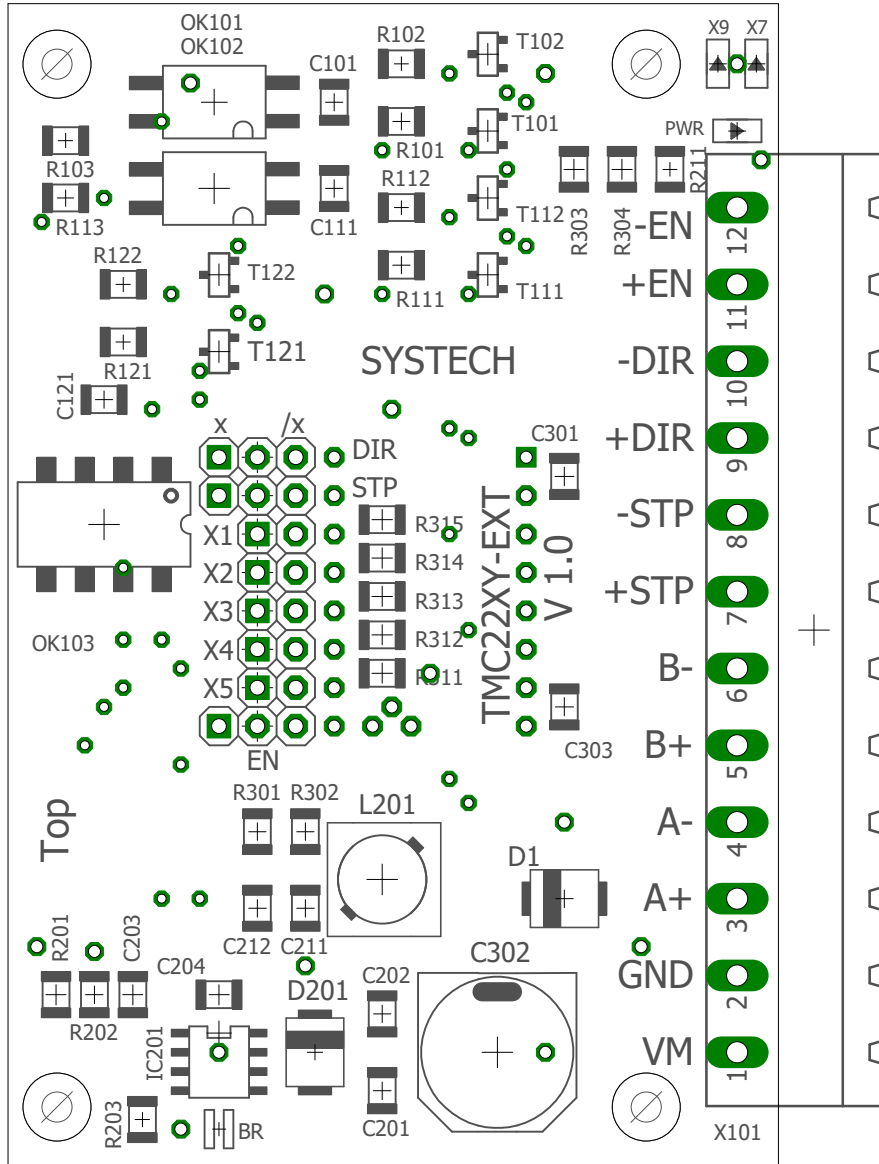 OK101
OK102
R102
C101
T102
X9 X7
PWR
T101
R101
R103
R112
R113
C111
T112
R303
R304
R211
-EN
12
R122
T122
R111
T111
+EN
11
R121
T121
SYSTECH
-DIR
10
C121
x /x
DIR
C301
+DIR
9
STP
X1
R315
TMC22XY-EXT
V 1.0
-STP
8
X2
R314
X3
R313
+STP
7
OK103
X4
R312
X5
R311
B-
6
EN
C303
B+
5
R301
R302
L201
Top
A-
4
D1
A+
3
C212
C211
R201
C203
C204
C302
C202
D201
GND
2
R202
IC201
VM
1
R203
BR
C201
X101